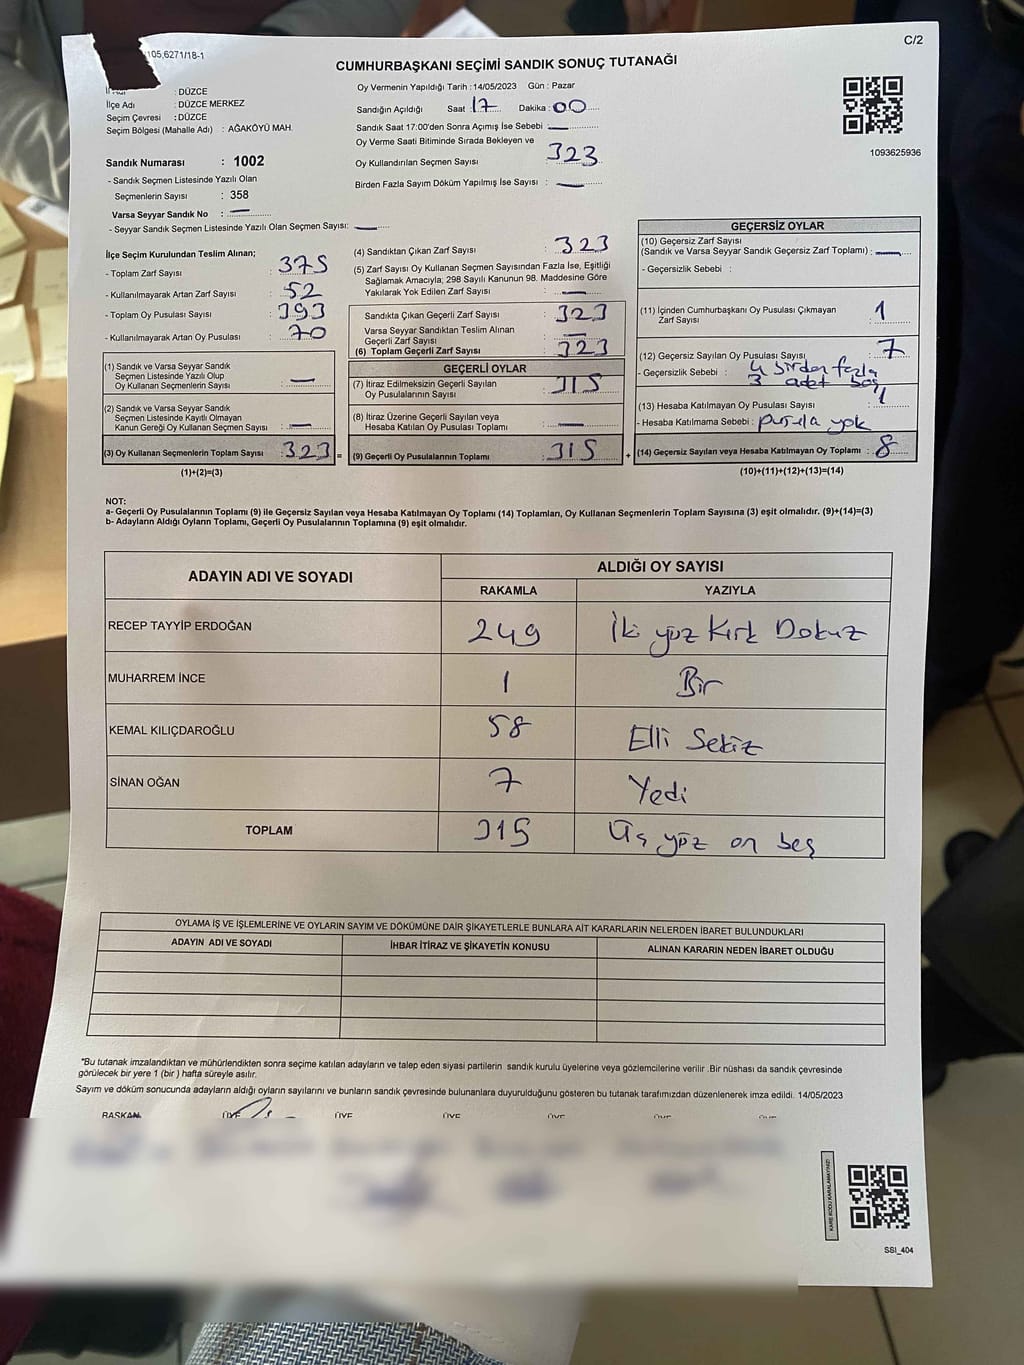 105,6271/18-1
C/2
CUMHURBAŞKANI SEÇİMİ SANDIK SONUÇ TUTANAĞI
: DÜZCE
İlçe Adı : DÜZCE MERKEZ
Seçim Çevresi : DÜZCE
Seçim Bölgesi (Mahalle Adı) : AĞAKÖYÜ MAH.
Sandık Numarası : 1002
- Sandık Seçmen Listesinde Yazılı Olan
Seçmenlerin Sayısı : 358
Varsa Seyyar Sandık No : —
- Seyyar Sandık Seçmen Listesinde Yazılı Olan Seçmen Sayısı: —
Oy Vermenin Yapıldığı Tarih : 14/05/2023 Gün : Pazar
Sandığın Açıldığı Saat 17 Dakika : 00
Sandık Saat 17:00'den Sonra Açımış İse Sebebi : —
Oy Verme Saati Bitiminde Sırada Bekleyen ve
Oy Kullandırılan Seçmen Sayısı : 323
Birden Fazla Sayım Döküm Yapılmış İse Sayısı : —
1093625936
İlçe Seçim Kurulundan Teslim Alınan;
- Toplam Zarf Sayısı : 375
- Kullanılmayarak Artan Zarf Sayısı : 52
- Toplam Oy Pusulası Sayısı : 393
- Kullanılmayarak Artan Oy Pusulası : 70
(1) Sandık ve Varsa Seyyar Sandık
Seçmen Listesinde Yazılı Olup
Oy Kullanan Seçmenlerin Sayısı : —
(2) Sandık ve Varsa Seyyar Sandık
Seçmen Listesinde Kayıtlı Olmayan
Kanun Gereği Oy Kullanan Seçmen Sayısı : —
(3) Oy Kullanan Seçmenlerin Toplam Sayısı : 323 =
(1)+(2)=(3)
(4) Sandıktan Çıkan Zarf Sayısı : 323
(5) Zarf Sayısı Oy Kullanan Seçmen Sayısından Fazla İse, Eşitliği
Sağlamak Amacıyla; 298 Sayılı Kanunun 98. Maddesine Göre
Yakılarak Yok Edilen Zarf Sayısı : —
Sandıkta Çıkan Geçerli Zarf Sayısı : 323
Varsa Seyyar Sandıktan Teslim Alınan
Geçerli Zarf Sayısı : —
(6) Toplam Geçerli Zarf Sayısı : 323
GEÇERLİ OYLAR
(7) İtiraz Edilmeksizin Geçerli Sayılan
Oy Pusulalarının Sayısı : 315
(8) İtiraz Üzerine Geçerli Sayılan veya
Hesaba Katılan Oy Pusulası Toplamı : —
(9) Geçerli Oy Pusulalarının Toplamı : 315 +
GEÇERSİZ OYLAR
(10) Geçersiz Zarf Sayısı
(Sandık ve Varsa Seyyar Sandık Geçersiz Zarf Toplamı) : —
- Geçersizlik Sebebi :
(11) İçinden Cumhurbaşkanı Oy Pusulası Çıkmayan
Zarf Sayısı : 1
(12) Geçersiz Sayılan Oy Pusulası Sayısı : 7
- Geçersizlik Sebebi : 4 birden fazla
3 adet boş
(13) Hesaba Katılmayan Oy Pusulası Sayısı : 1
- Hesaba Katılmama Sebebi : pusula yok
(14) Geçersiz Sayılan veya Hesaba Katılmayan Oy Toplamı : 8
(10)+(11)+(12)+(13)=(14)
NOT:
a- Geçerli Oy Pusulalarının Toplamı (9) ile Geçersiz Sayılan veya Hesaba Katılmayan Oy Toplamı (14) Toplamları, Oy Kullanan Seçmenlerin Toplam Sayısına (3) eşit olmalıdır. (9)+(14)=(3)
b- Adayların Aldığı Oyların Toplamı, Geçerli Oy Pusulalarının Toplamına (9) eşit olmalıdır.
ADAYIN ADI VE SOYADI
ALDIĞI OY SAYISI
RAKAMLA YAZIYLA
RECEP TAYYİP ERDOĞAN 249 İki yüz Kırk Dokuz
MUHARREM İNCE 1 Bir
KEMAL KILIÇDAROĞLU 58 Elli Sekiz
SİNAN OĞAN 7 Yedi
TOPLAM 315 Üç yüz on beş
OYLAMA İŞ VE İŞLEMLERİNE VE OYLARIN SAYIM VE DÖKÜMÜNE DAİR ŞİKAYETLERLE BUNLARA AİT KARARLARIN NELERDEN İBARET BULUNDUKLARI
ADAYIN ADI VE SOYADI İHBAR İTİRAZ VE ŞİKAYETİN KONUSU ALINAN KARARIN NEDEN İBARET OLDUĞU
*Bu tutanak imzalandıktan ve mühürlendikten sonra seçime katılan adayların ve talep eden siyasi partilerin sandık kurulu üyelerine veya gözlemcilerine verilir .Bir nüshası da sandık çevresinde
görülecek bir yere 1 (bir ) hafta süreyle asılır.
Sayım ve döküm sonucunda adayların aldığı oyların sayılarını ve bunların sandık çevresinde bulunanlara duyurulduğunu gösteren bu tutanak tarafımızdan düzenlenerek imza edildi. 14/05/2023
BAŞKAN ÜYE ÜYE ÜYE ÜYE
KARE KODU KARALAMAYINIZ!
SSI_404